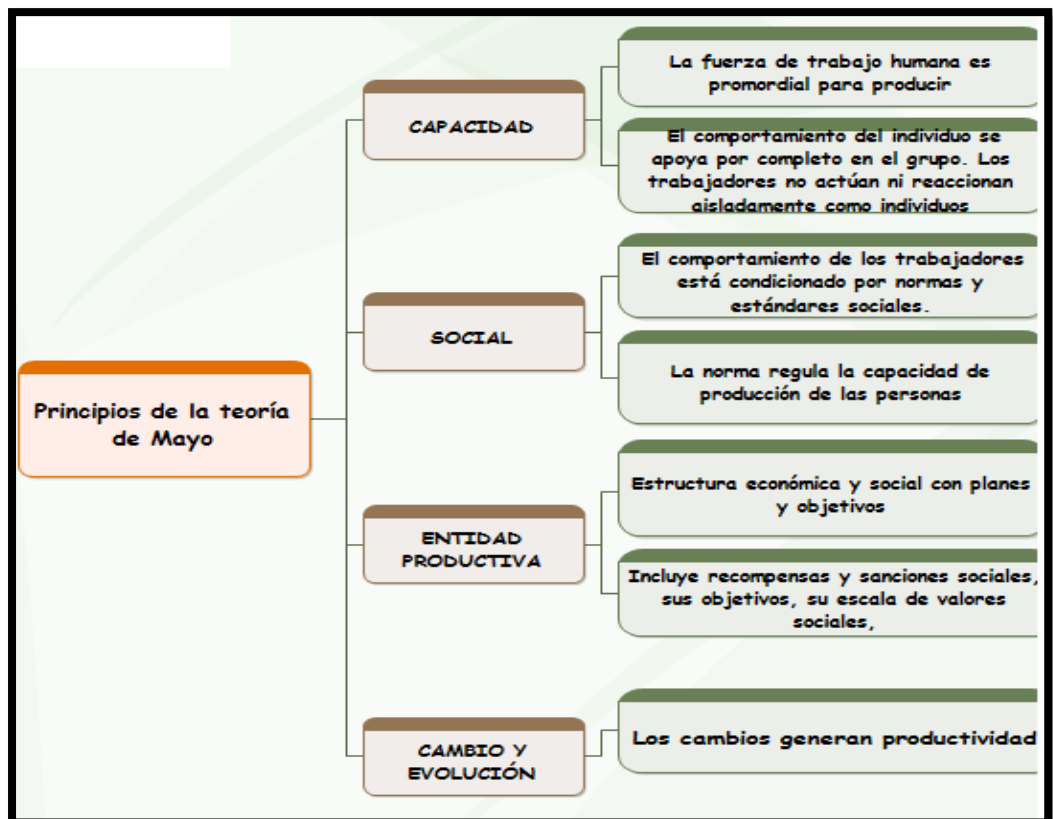 Principios de la teoría
de Mayo
CAPACIDAD
La fuerza de trabajo humana es
promordial para producir
El comportamiento del individuo se
apoya por completo en el grupo. Los
trabajadores no actúan ni reaccionan
aisladamente como individuos
SOCIAL
El comportamiento de los trabajadores
está condicionado por normas y
estándares sociales.
La norma regula la capacidad de
producción de las personas
ENTIDAD
PRODUCTIVA
Estructura económica y social con planes
y objetivos
Incluye recompensas y sanciones sociales,
sus objetivos, su escala de valores
sociales,
CAMBIO Y
EVOLUCIÓN
Los cambios generan productividad